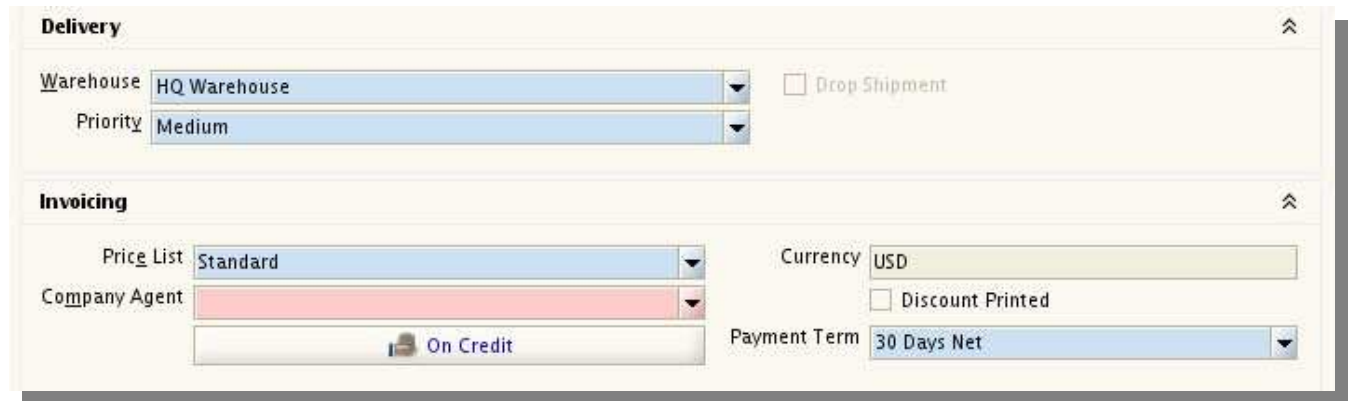 Delivery
Warehouse HQ Warehouse Drop Shipment
Priority Medium
Invoicing
Price List Standard Currency USD
Company Agent Discount Printed
On Credit Payment Term 30 Days Net